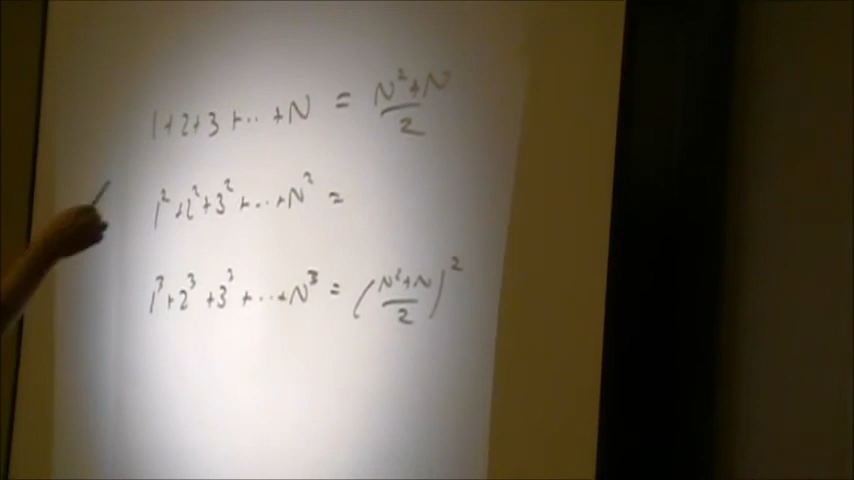 1+2+3+...+N = (N²+N)/2
1²+2²+3²+...+N² =
1³+2³+3³+...+N³ = ((N²+N)/2)²